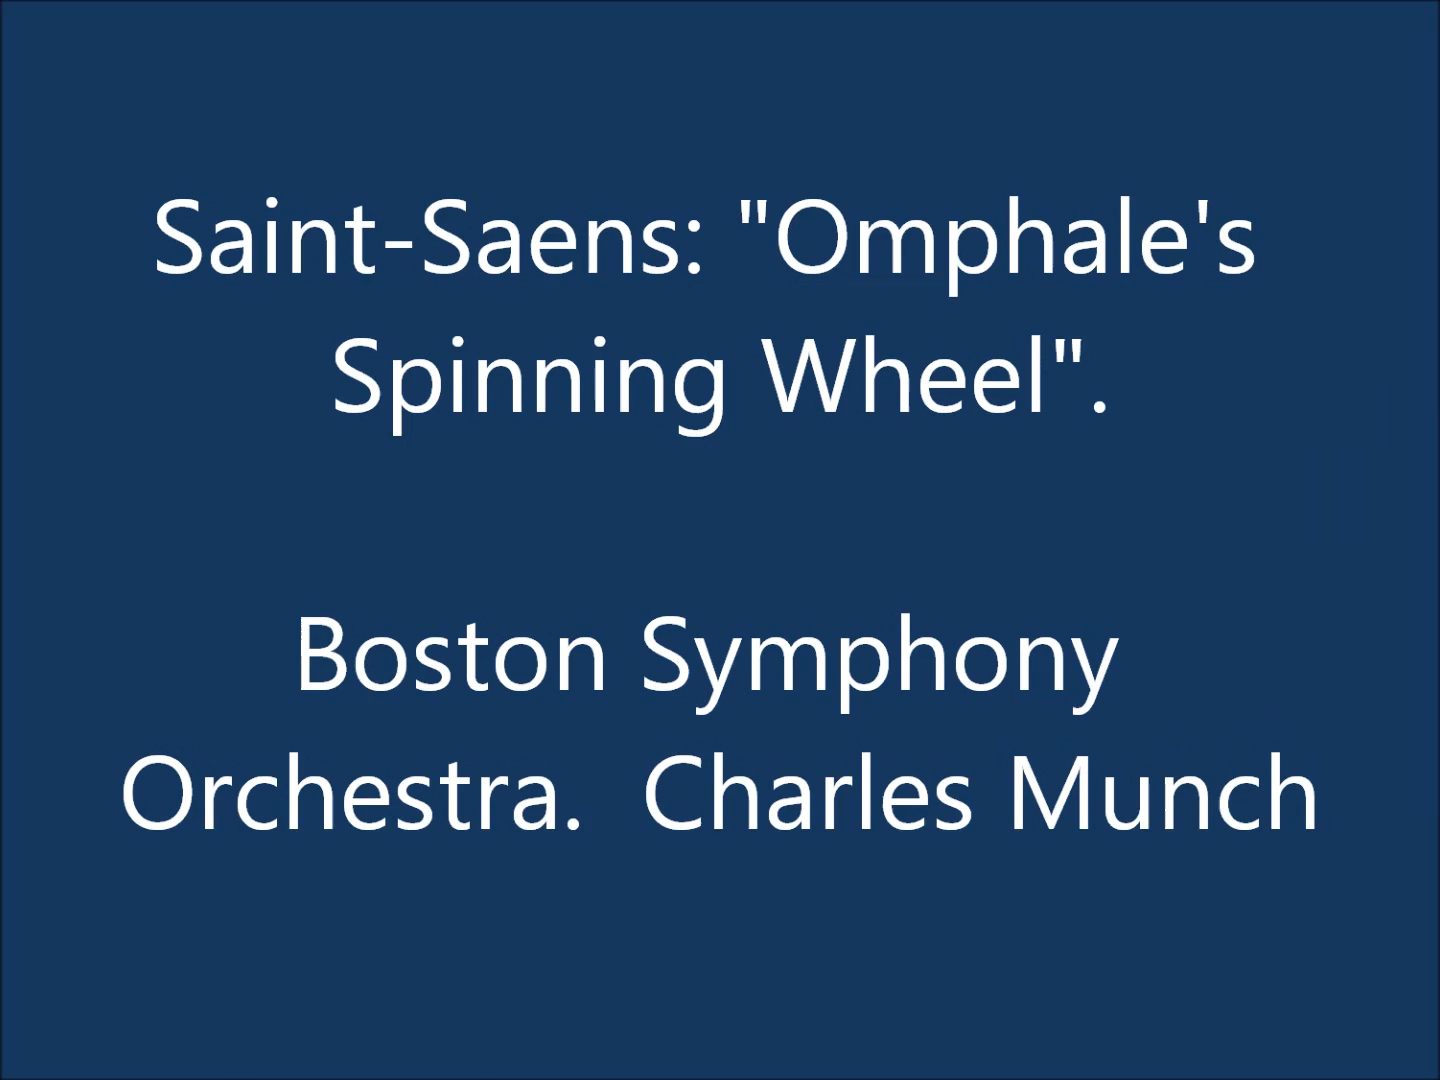 Saint-Saens: "Omphale's
Spinning Wheel".
Boston Symphony
Orchestra.  Charles Munch